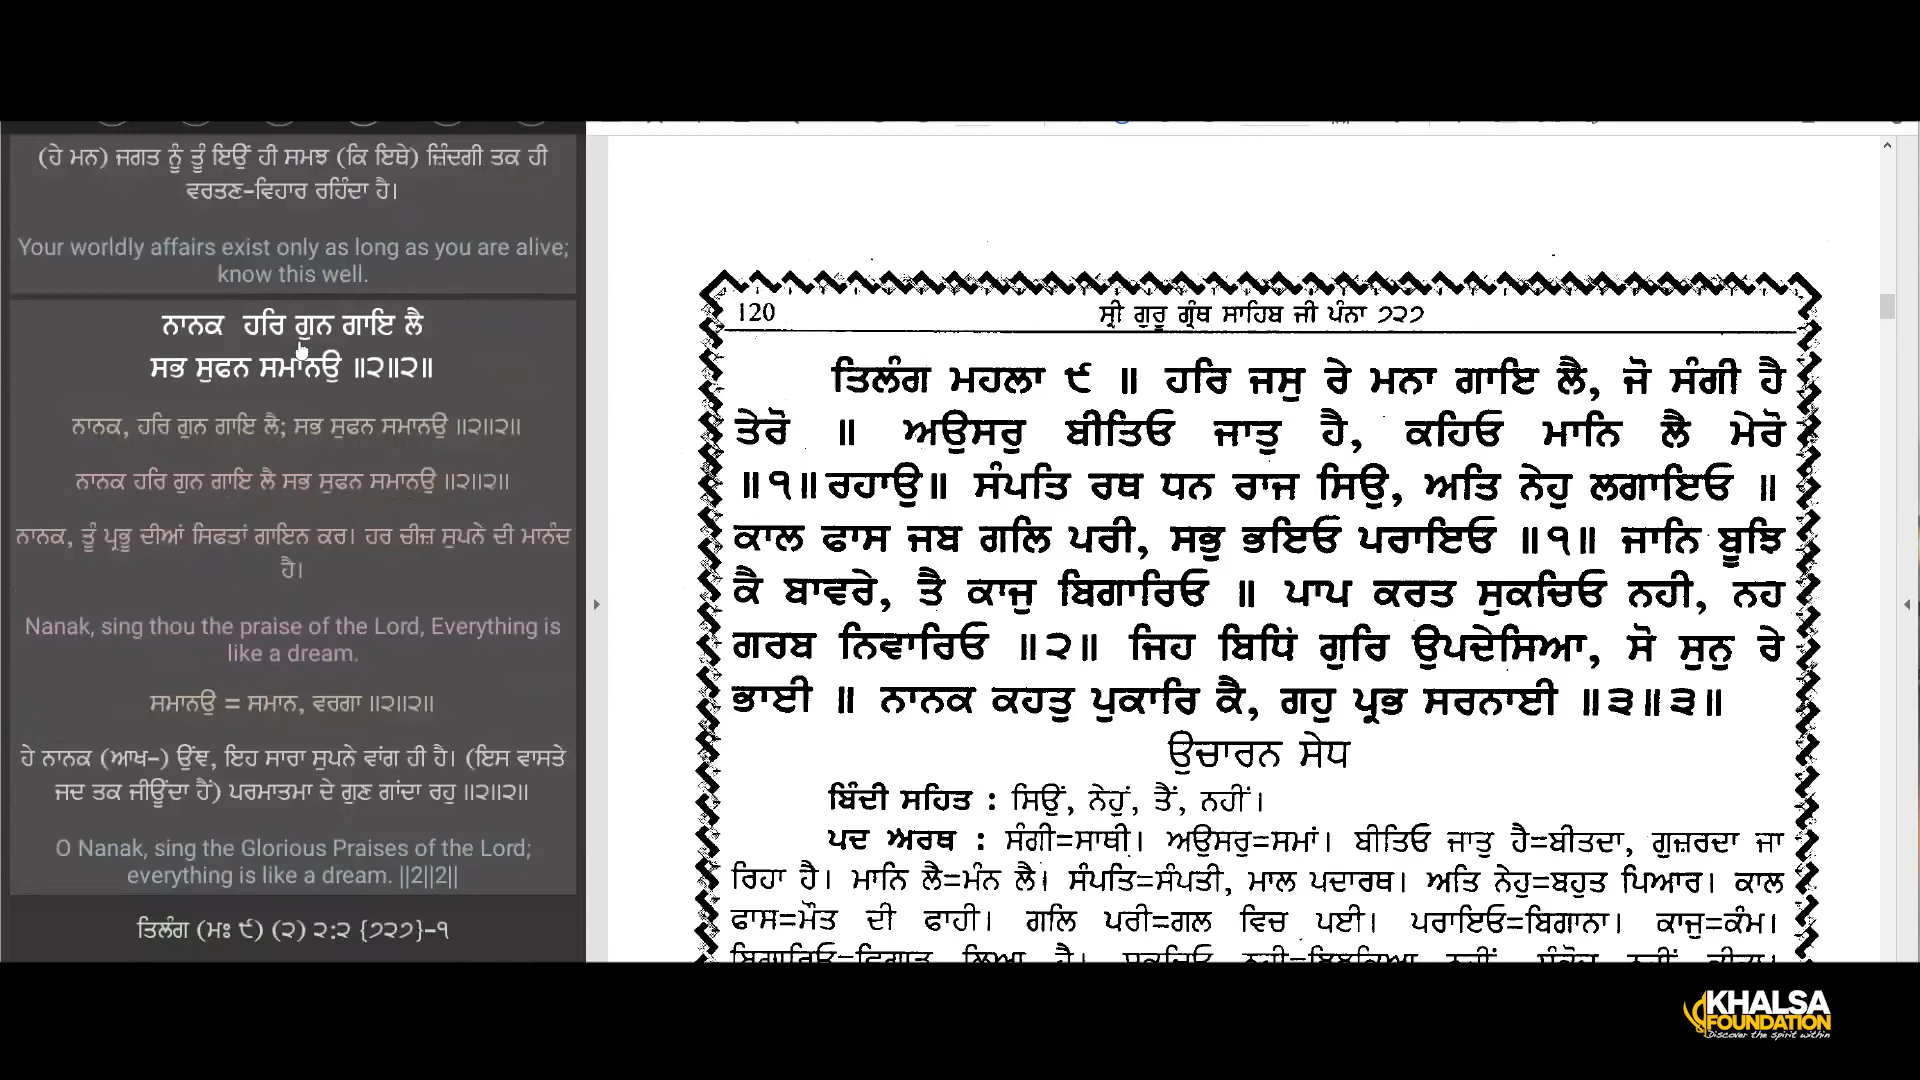 (ਹੇ ਮਨ) ਜਗਤ ਨੂੰ ਤੂੰ ਇਉਂ ਹੀ ਸਮਝ (ਕਿ ਇਥੇ) ਜ਼ਿੰਦਗੀ ਤਕ ਹੀ
ਵਰਤਣ-ਵਿਹਾਰ ਰਹਿੰਦਾ ਹੈ।
Your worldly affairs exist only as long as you are alive;
know this well.
ਨਾਨਕ ਹਰਿ ਗੁਨ ਗਾਇ ਲੈ
ਸਭ ਸੁਫਨ ਸਮਾਨਉ ॥੨॥੨॥
ਨਾਨਕ, ਹਰਿ ਗੁਨ ਗਾਇ ਲੈ; ਸਭ ਸੁਫਨ ਸਮਾਨਉ ॥੨॥੨॥
ਨਾਨਕ ਹਰਿ ਗੁਨ ਗਾਇ ਲੈ ਸਭ ਸੁਫਨ ਸਮਾਨਉ ॥੨॥੨॥
ਨਾਨਕ, ਤੂੰ ਪ੍ਰਭੂ ਦੀਆਂ ਸਿਫਤਾਂ ਗਾਇਨ ਕਰ। ਹਰ ਚੀਜ਼ ਸੁਪਨੇ ਦੀ ਮਾਨੰਦ
ਹੈ।
Nanak, sing thou the praise of the Lord, Everything is
like a dream.
ਸਮਾਨਉ = ਸਮਾਨ, ਵਰਗਾ ॥੨॥੨॥
ਹੇ ਨਾਨਕ (ਆਖ-) ਉਂਞ, ਇਹ ਸਾਰਾ ਸੁਪਨੇ ਵਾਂਗ ਹੀ ਹੈ। (ਇਸ ਵਾਸਤੇ
ਜਦ ਤਕ ਜੀਊਂਦਾ ਹੈਂ) ਪਰਮਾਤਮਾ ਦੇ ਗੁਣ ਗਾਂਦਾ ਰਹੁ ॥੨॥੨॥
O Nanak, sing the Glorious Praises of the Lord;
everything is like a dream. ||2||2||
ਤਿਲੰਗ (ਮਃ ੯) (੨) ੨:੨ {੭੨੭}-੧
120
ਸ੍ਰੀ ਗੁਰੂ ਗ੍ਰੰਥ ਸਾਹਿਬ ਜੀ ਪੰਨਾ ੭੨੭
ਤਿਲੰਗ ਮਹਲਾ ੯ ॥ ਹਰਿ ਜਸੁ ਰੇ ਮਨਾ ਗਾਇ ਲੈ, ਜੋ ਸੰਗੀ ਹੈ
ਤੇਰੋ ॥ ਅਉਸਰੁ ਬੀਤਿਓ ਜਾਤੁ ਹੈ, ਕਹਿਓ ਮਾਨਿ ਲੈ ਮੇਰੋ
॥੧॥ਰਹਾਉ॥ ਸੰਪਤਿ ਰਥ ਧਨ ਰਾਜ ਸਿਉ, ਅਤਿ ਨੇਹੁ ਲਗਾਇਓ ॥
ਕਾਲ ਫਾਸ ਜਬ ਗਲਿ ਪਰੀ, ਸਭੁ ਭਇਓ ਪਰਾਇਓ ॥੧॥ ਜਾਨਿ ਬੂਝਿ
ਕੈ ਬਾਵਰੇ, ਤੈ ਕਾਜੁ ਬਿਗਾਰਿਓ ॥ ਪਾਪ ਕਰਤ ਸੁਕਚਿਓ ਨਹੀ, ਨਹ
ਗਰਬ ਨਿਵਾਰਿਓ ॥੨॥ ਜਿਹ ਬਿਧਿ ਗੁਰਿ ਉਪਦੇਸਿਆ, ਸੋ ਸੁਨੁ ਰੇ
ਭਾਈ ॥ ਨਾਨਕ ਕਹਤੁ ਪੁਕਾਰਿ ਕੈ, ਗਹੁ ਪ੍ਰਭ ਸਰਨਾਈ ॥੩॥੩॥
ਉਚਾਰਨ ਸੇਧ
ਬਿੰਦੀ ਸਹਿਤ : ਸਿਉਂ, ਨੇਹੁਂ, ਤੈਂ, ਨਹੀਂ।
ਪਦ ਅਰਥ : ਸੰਗੀ=ਸਾਥੀ। ਅਉਸਰੁ=ਸਮਾਂ। ਬੀਤਿਓ ਜਾਤੁ ਹੈ=ਬੀਤਦਾ, ਗੁਜ਼ਰਦਾ ਜਾ
ਰਿਹਾ ਹੈ। ਮਾਨਿ ਲੈ=ਮੰਨ ਲੈ। ਸੰਪਤਿ=ਸੰਪਤੀ, ਮਾਲ ਪਦਾਰਥ। ਅਤਿ ਨੇਹੁ=ਬਹੁਤ ਪਿਆਰ। ਕਾਲ
ਫਾਸ=ਮੌਤ ਦੀ ਫਾਹੀ। ਗਲਿ ਪਰੀ=ਗਲ ਵਿਚ ਪਈ। ਪਰਾਇਓ=ਬਿਗਾਨਾ। ਕਾਜੁ=ਕੰਮ।
KHALSA
FOUNDATION
Discover the spirit within